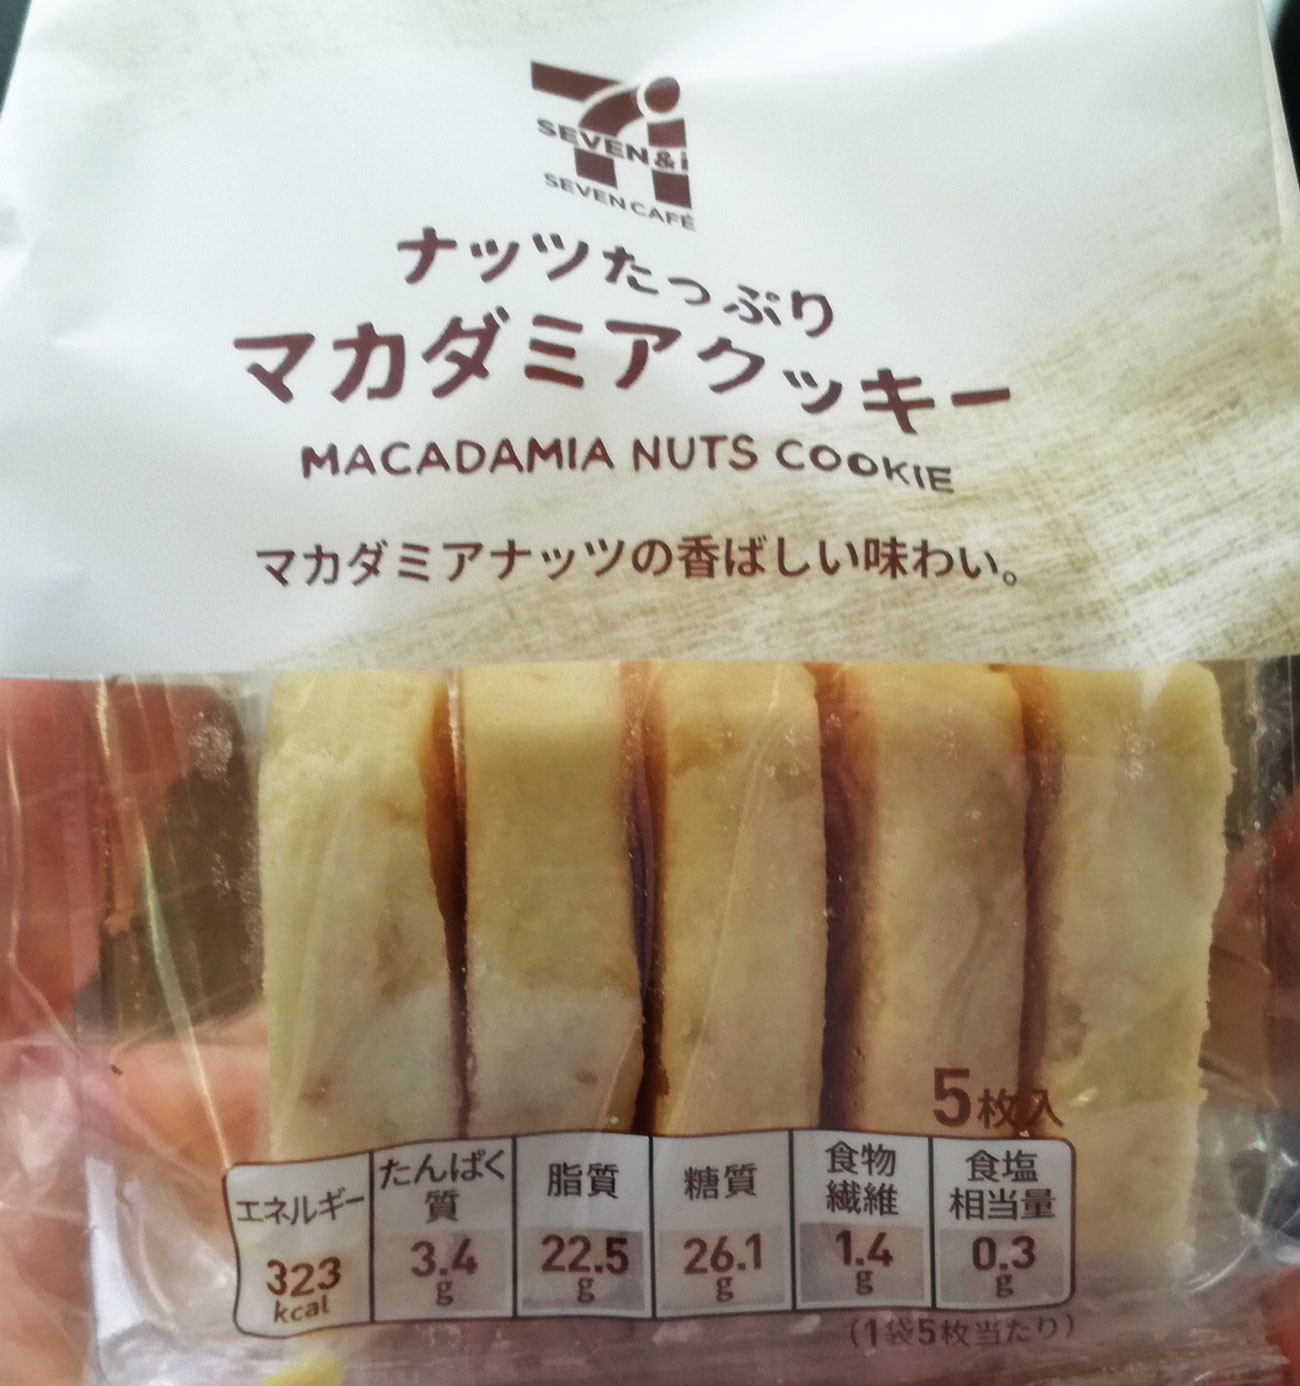 SEVEN&i
SEVEN CAFÉ
ナッツたっぷり
マカダミアクッキー
MACADAMIA NUTS COOKIE
マカダミアナッツの香ばしい味わい。
5枚入
エネルギー 323 kcal
たんぱく質 3.4 g
脂質 22.5 g
糖質 26.1 g
食物繊維 1.4 g
食塩相当量 0.3 g
(1袋5枚当たり)